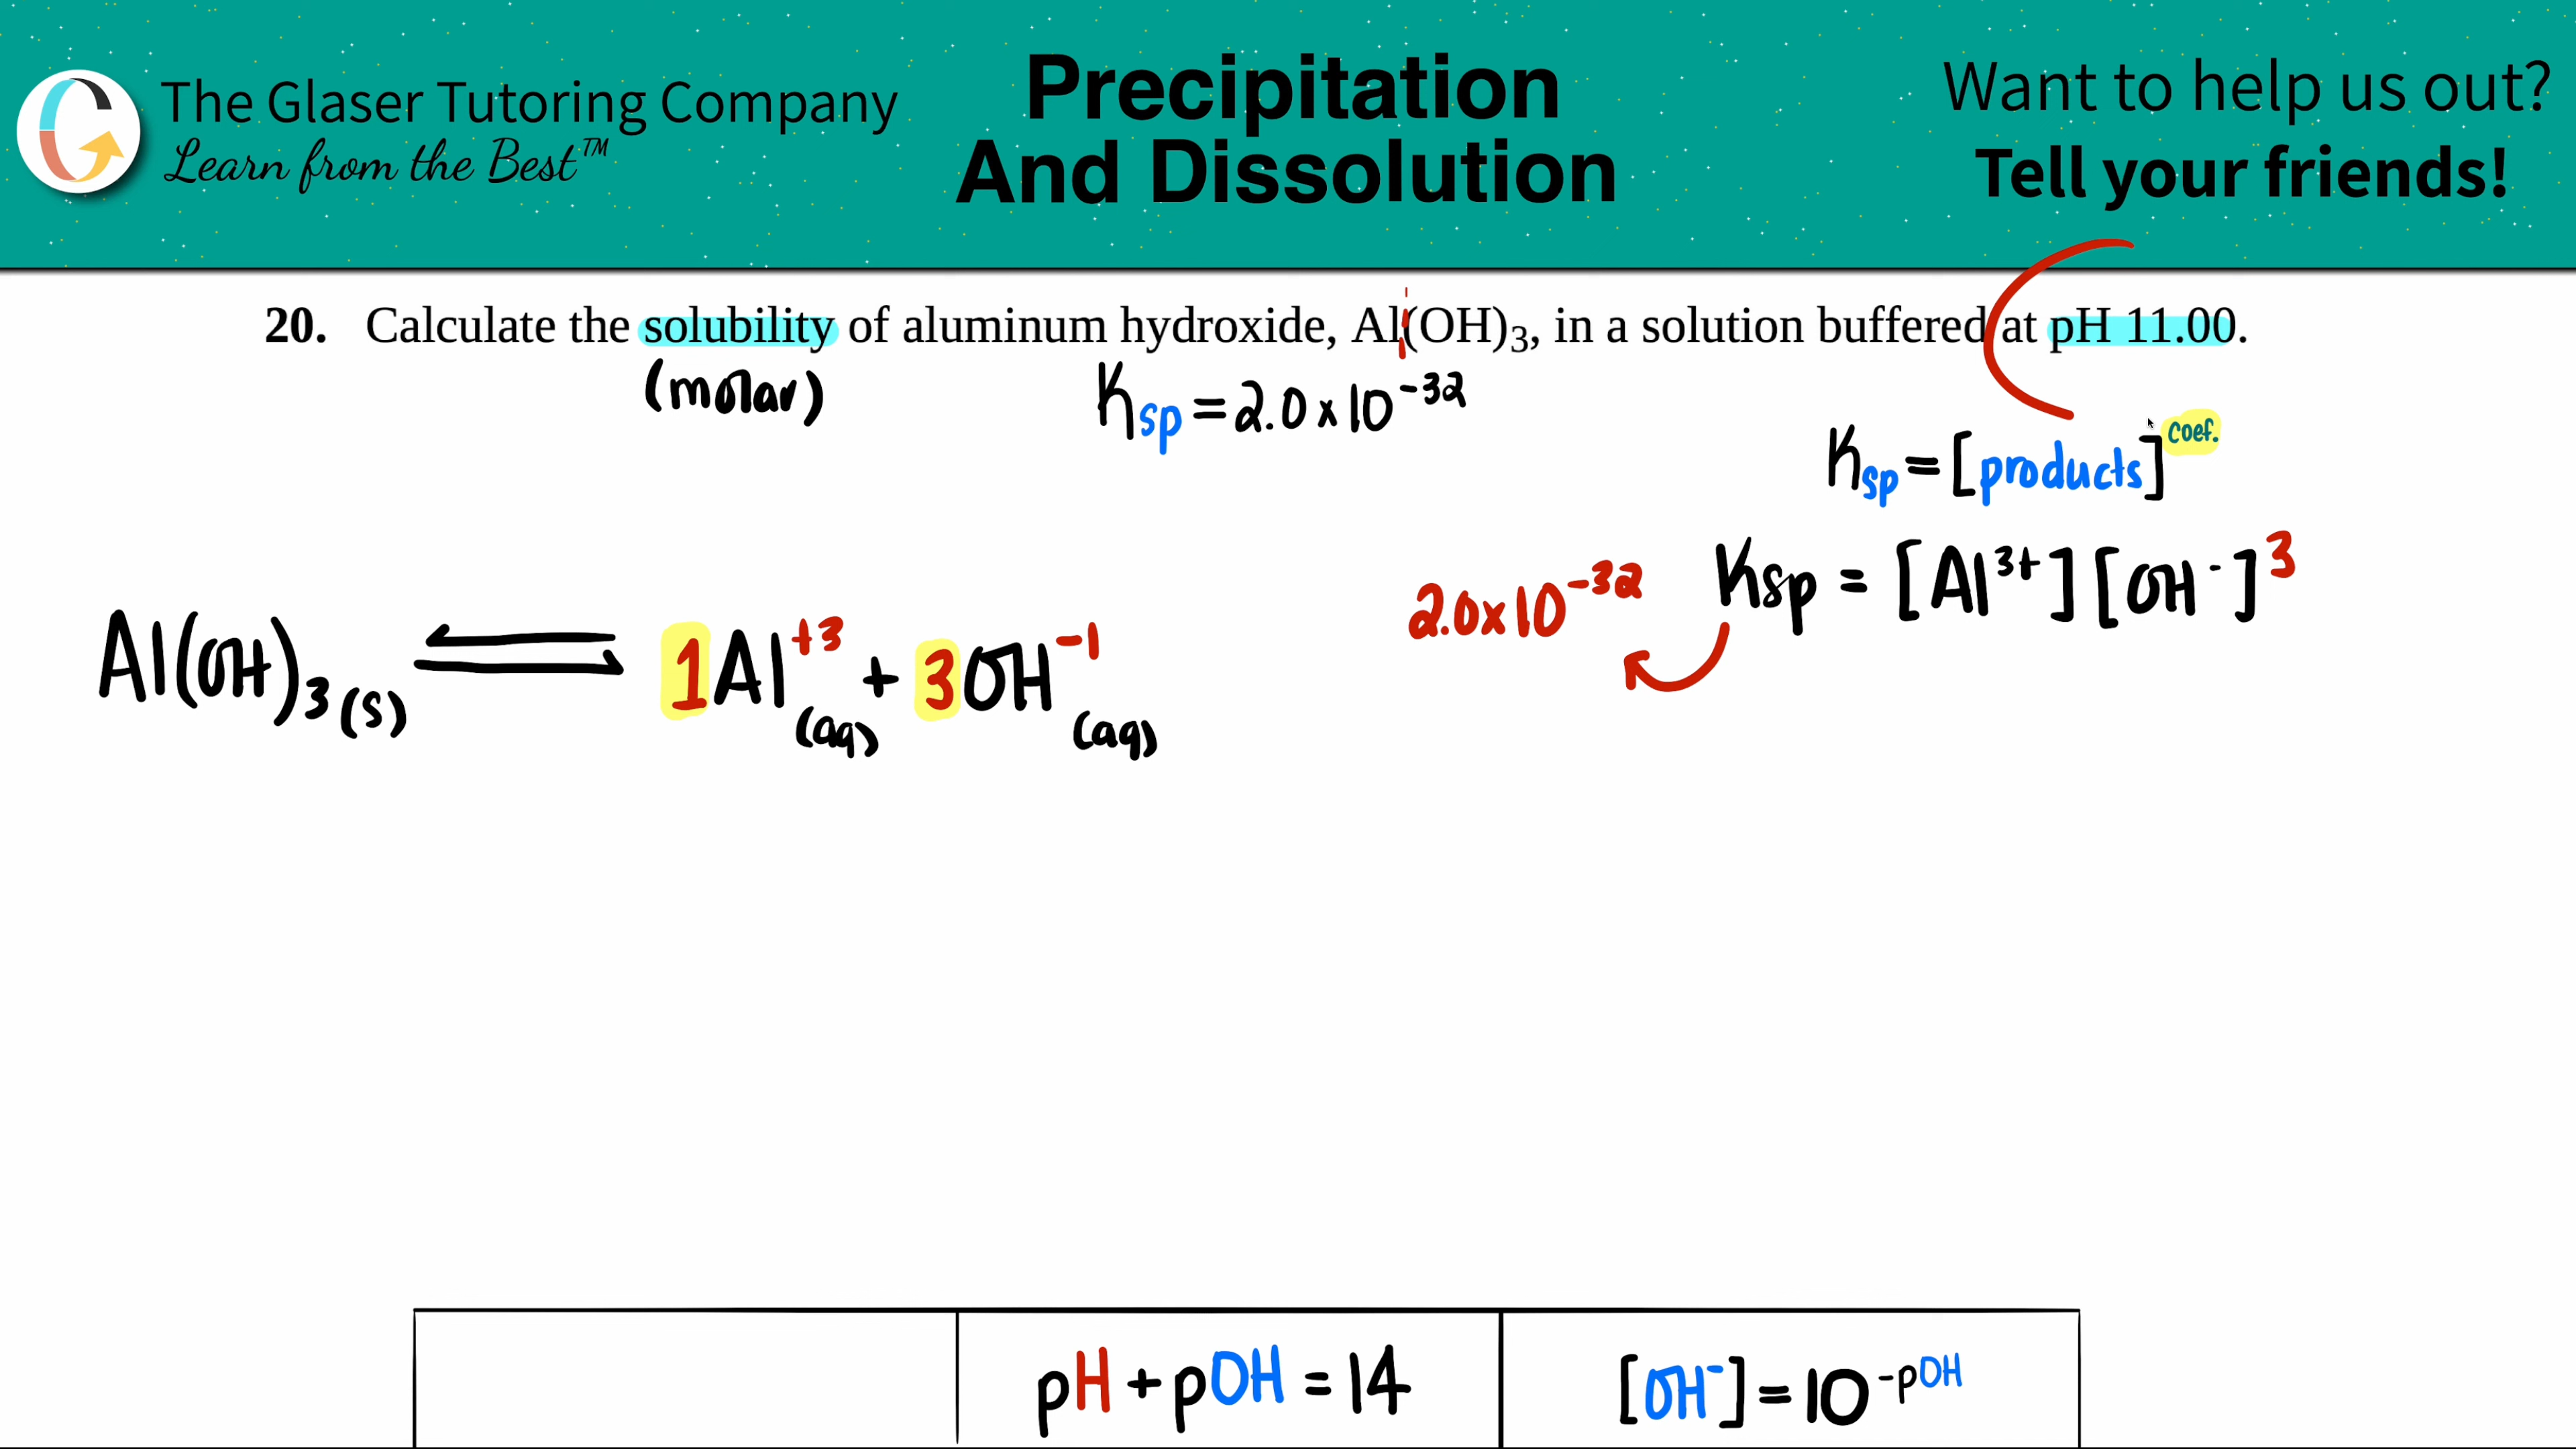 The Glaser Tutoring Company
Learn from the Best™
Precipitation
And Dissolution
Want to help us out?
Tell your friends!
20. Calculate the solubility of aluminum hydroxide, Al(OH)₃, in a solution buffered at pH 11.00.
(molar)
Ksp = 2.0 x 10⁻³²
Ksp = [products]^coef.
2.0 x 10⁻³² Ksp = [Al³⁺][OH⁻]³
Al(OH)₃(s) ⇌ 1Al⁺³(aq) + 3OH⁻¹(aq)
pH + pOH = 14
[OH⁻] = 10^-pOH